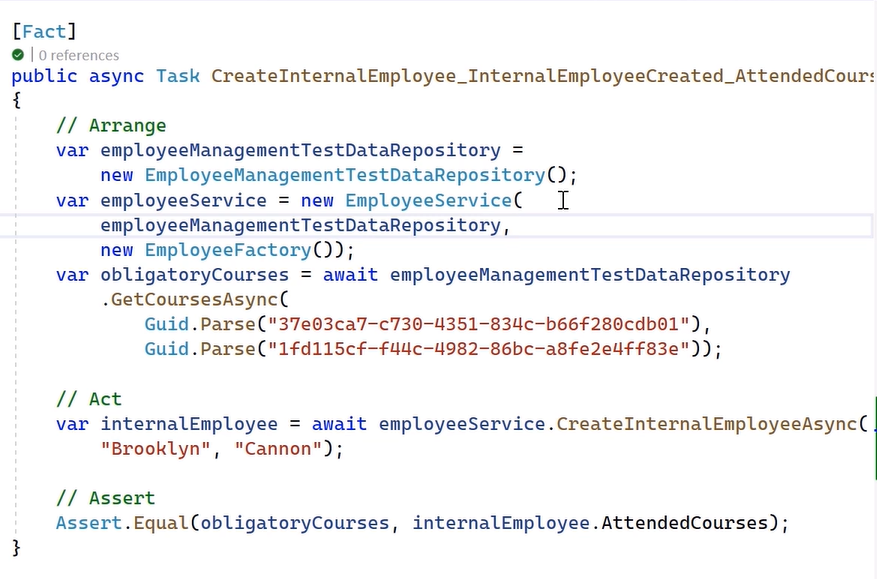 [Fact]
0 references
public async Task CreateInternalEmployee_InternalEmployeeCreated_AttendedCours
{
// Arrange
var employeeManagementTestDataRepository =
new EmployeeManagementTestDataRepository();
var employeeService = new EmployeeService(
employeeManagementTestDataRepository,
new EmployeeFactory());
var obligatoryCourses = await employeeManagementTestDataRepository
.GetCoursesAsync(
Guid.Parse("37e03ca7-c730-4351-834c-b66f280cdb01"),
Guid.Parse("1fd115cf-f44c-4982-86bc-a8fe2e4ff83e"));
// Act
var internalEmployee = await employeeService.CreateInternalEmployeeAsync(
"Brooklyn", "Cannon");
// Assert
Assert.Equal(obligatoryCourses, internalEmployee.AttendedCourses);
}